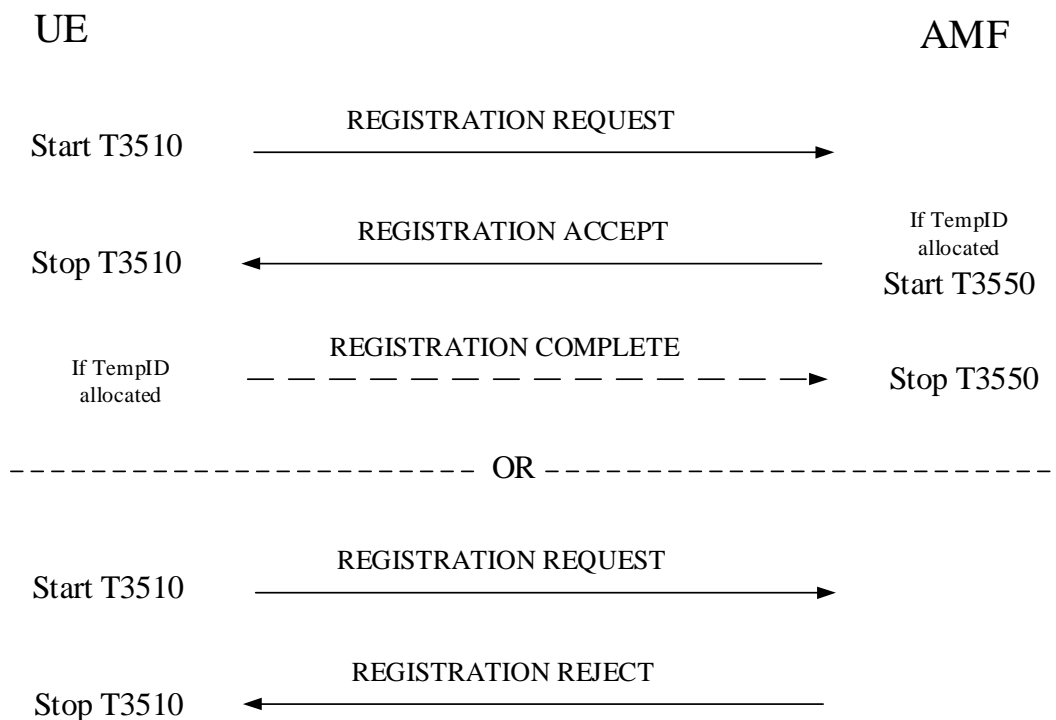 UE
AMF
REGISTRATION REQUEST
Start T3510
REGISTRATION ACCEPT
If TempID
allocated
Stop T3510
Start T3550
REGISTRATION COMPLETE
If TempID
allocated
Stop T3550
OR
REGISTRATION REQUEST
Start T3510
REGISTRATION REJECT
Stop T3510